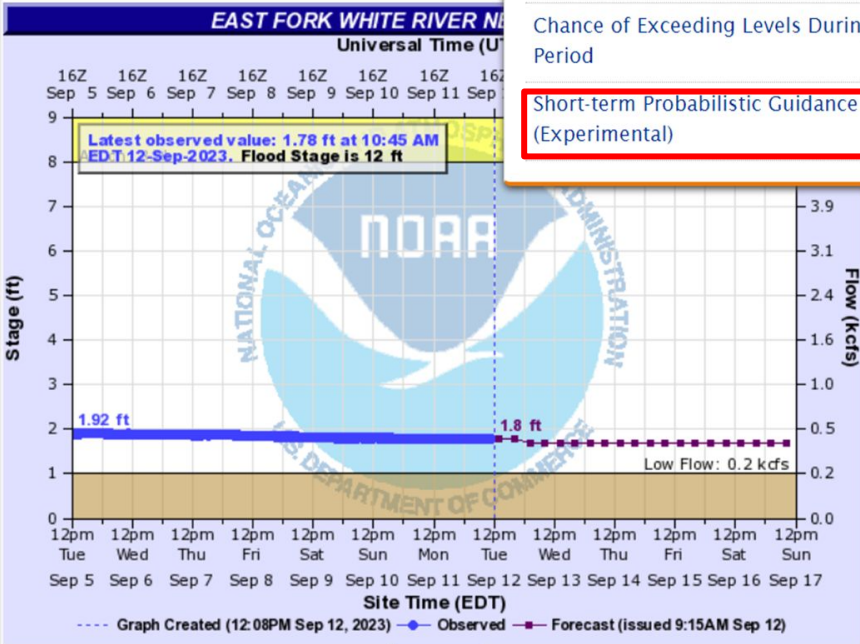 EAST FORK WHITE RIVER
Universal Time
Chance of Exceeding Levels
Period
Short-term Probabilistic Guidance
(Experimental)
16Z 16Z 16Z 16Z 16Z 16Z 16Z
Sep 5 Sep 6 Sep 7 Sep 8 Sep 9 Sep 10 Sep 11 Sep
Latest observed value: 1.78 ft at 10:45 AM
EDT 12-Sep-2023. Flood Stage is 12 ft
NATIONAL OCEANIC
ADMINISTRATION
NOAA
U.S. DEPARTMENT OF COMMERCE
Stage (ft)
9
8
7
6
5
4
3
2
1
0
Flow (kcfs)
3.9
3.1
2.4
1.6
1.0
0.5
0.2
0.0
1.92 ft
1.8 ft
Low Flow: 0.2 kcfs
12pm 12pm 12pm 12pm 12pm 12pm 12pm 12pm 12pm 12pm 12pm 12pm 12pm
Tue Wed Thu Fri Sat Sun Mon Tue Wed Thu Fri Sat Sun
Sep 5 Sep 6 Sep 7 Sep 8 Sep 9 Sep 10 Sep 11 Sep 12 Sep 13 Sep 14 Sep 15 Sep 16 Sep 17
Site Time (EDT)
Graph Created (12:08PM Sep 12, 2023) Observed Forecast (issued 9:15AM Sep 12)